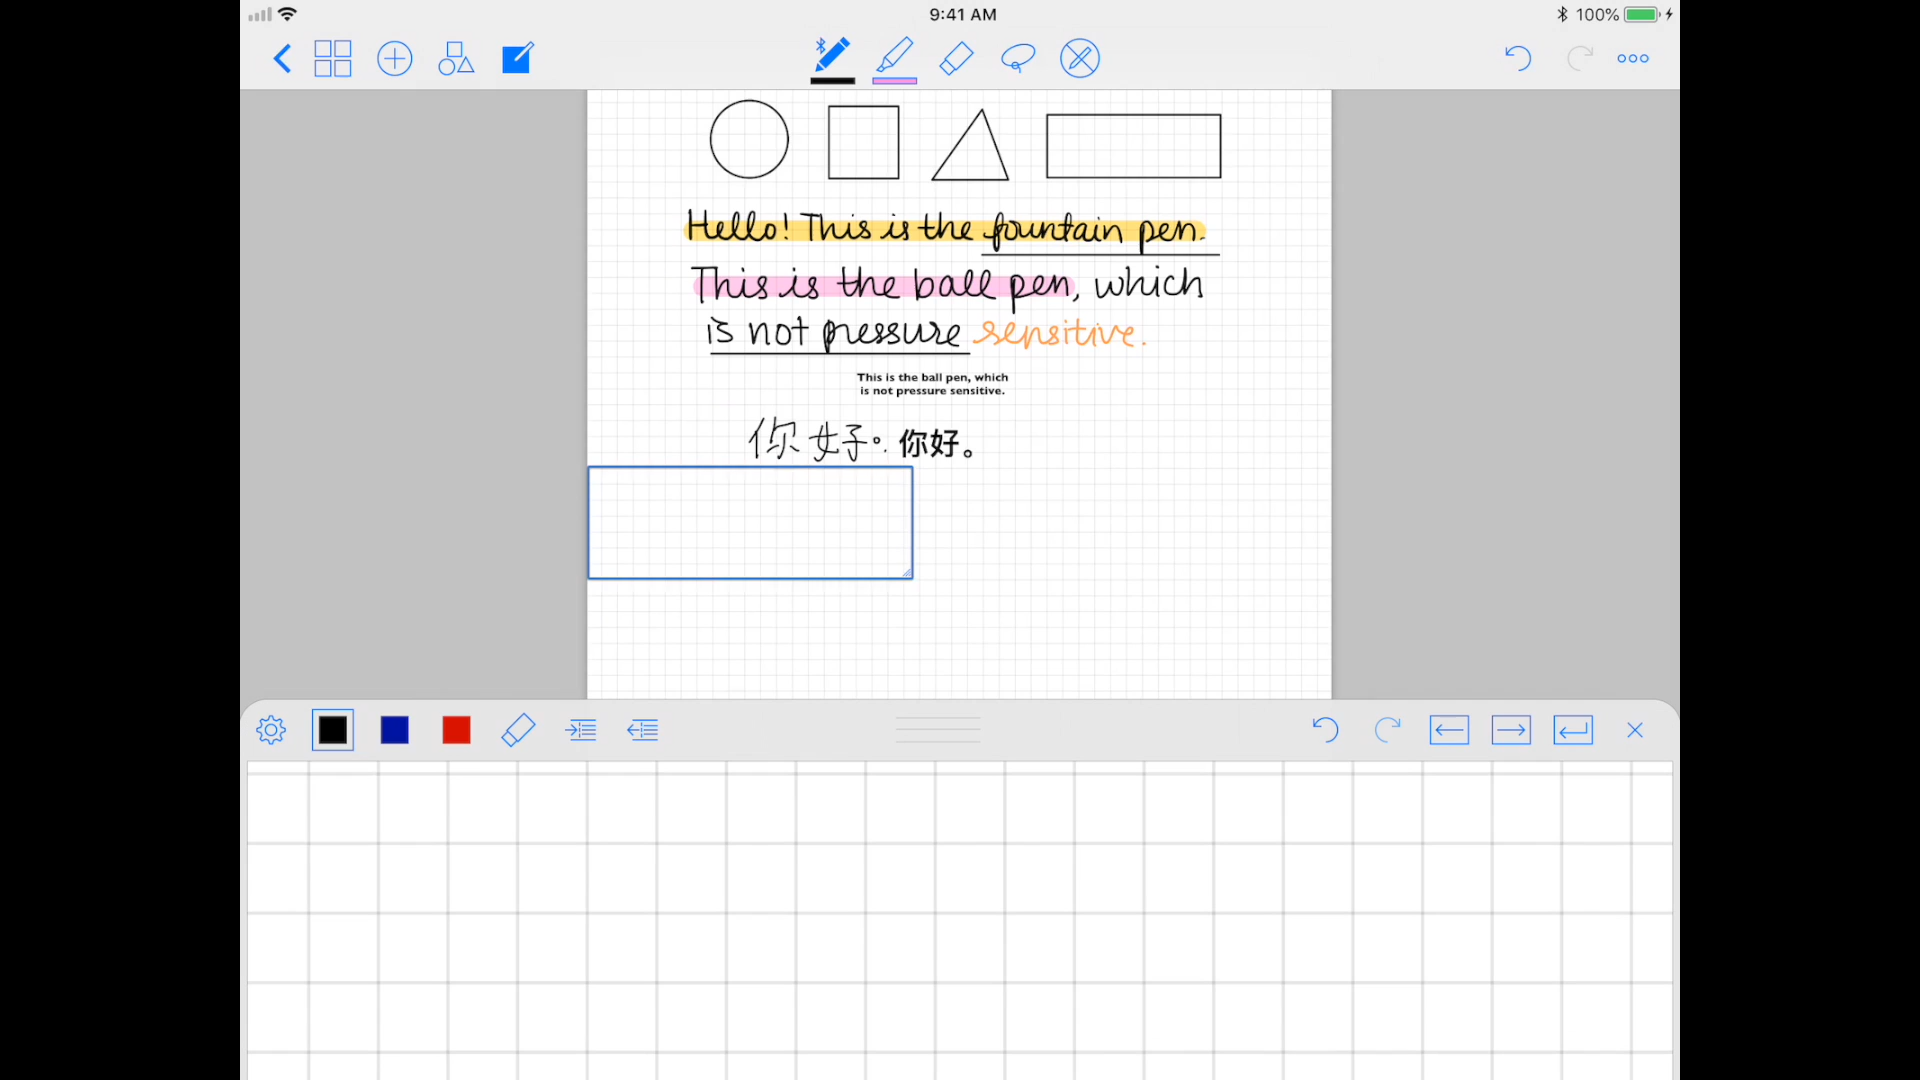 9:41 AM
100%
Hello! This is the fountain pen.
This is the ball pen, which
is not pressure sensitive.
This is the ball pen, which
is not pressure sensitive.
你好。你好。